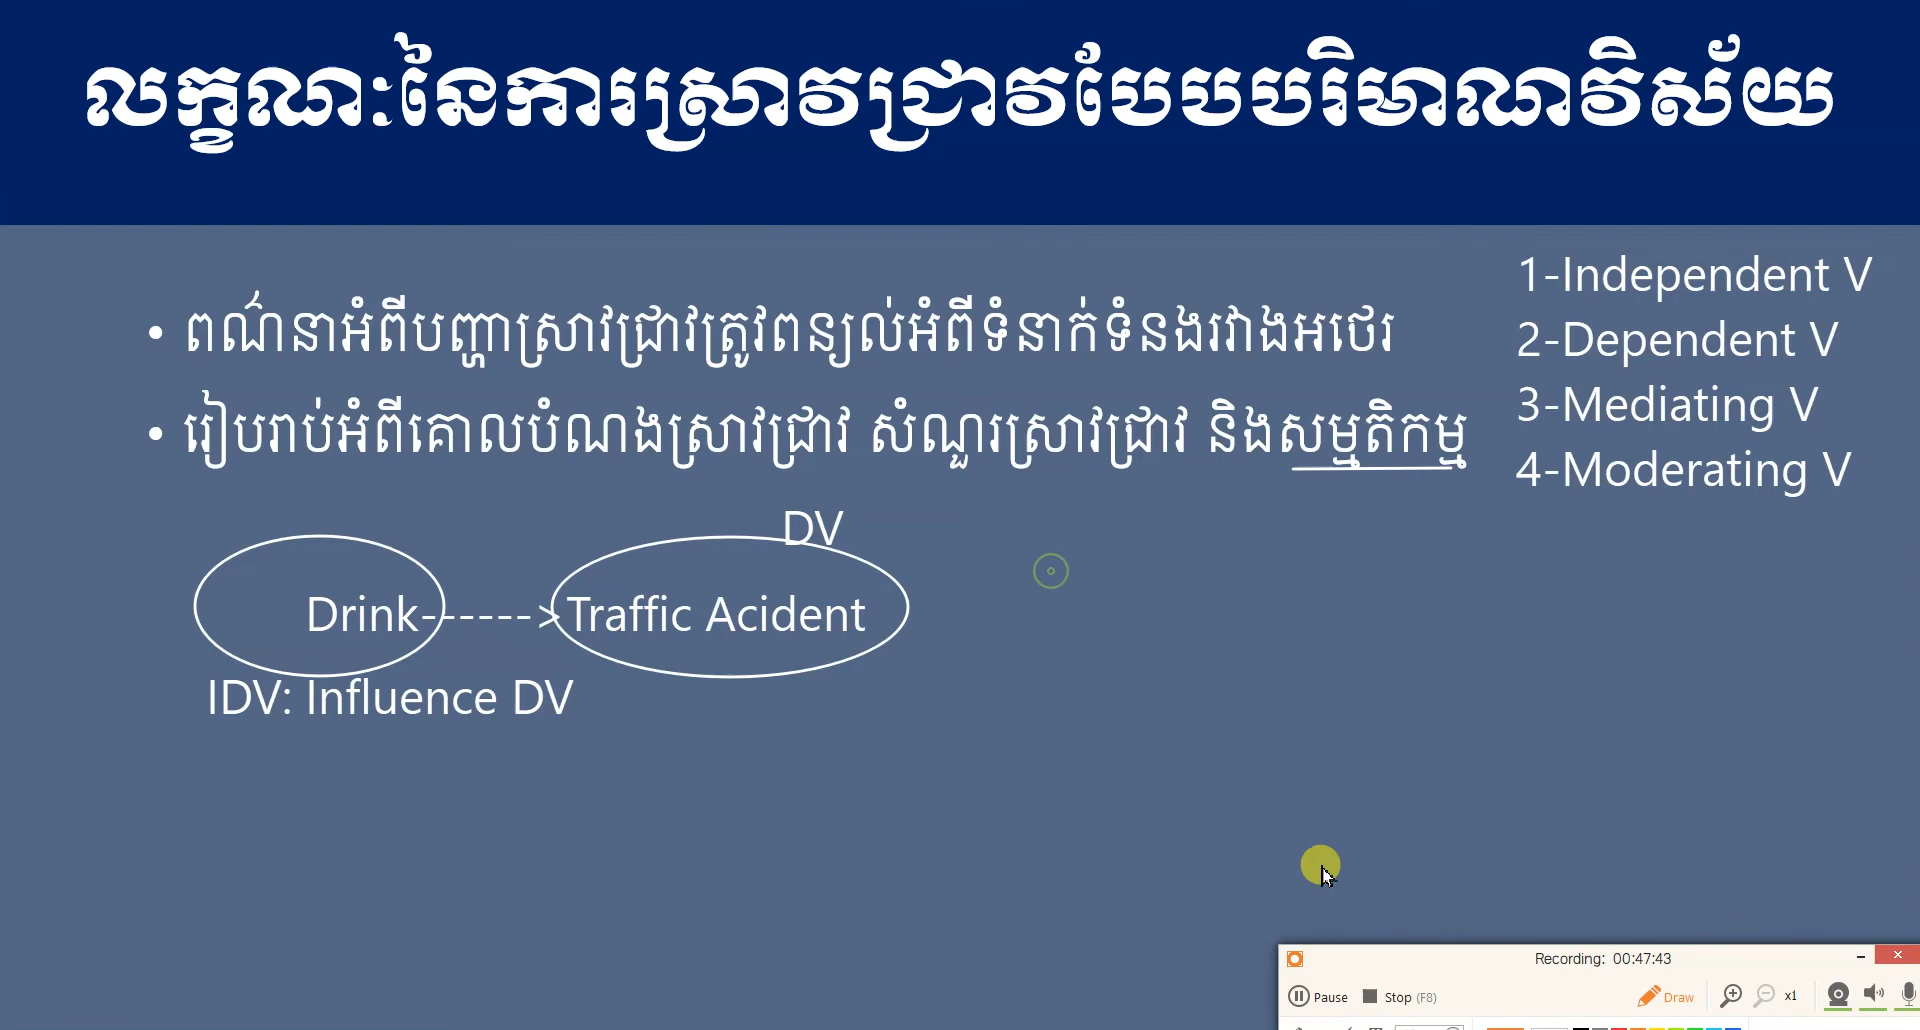 លក្ខណៈនៃការស្រាវជ្រាវបែបបរិមាណវិស័យ
• ពណ៌នាអំពីបញ្ហាស្រាវជ្រាវត្រូវពន្យល់អំពីទំនាក់ទំនងរវាងអថេរ
• រៀបរាប់អំពីគោលបំណងស្រាវជ្រាវ សំណួរស្រាវជ្រាវ និងសម្មតិកម្ម
1-Independent V
2-Dependent V
3-Mediating V
4-Moderating V
DV
Drink------>Traffic Acident
IDV: Influence DV
Recording: 00:47:43
Pause Stop (F8) Draw x1